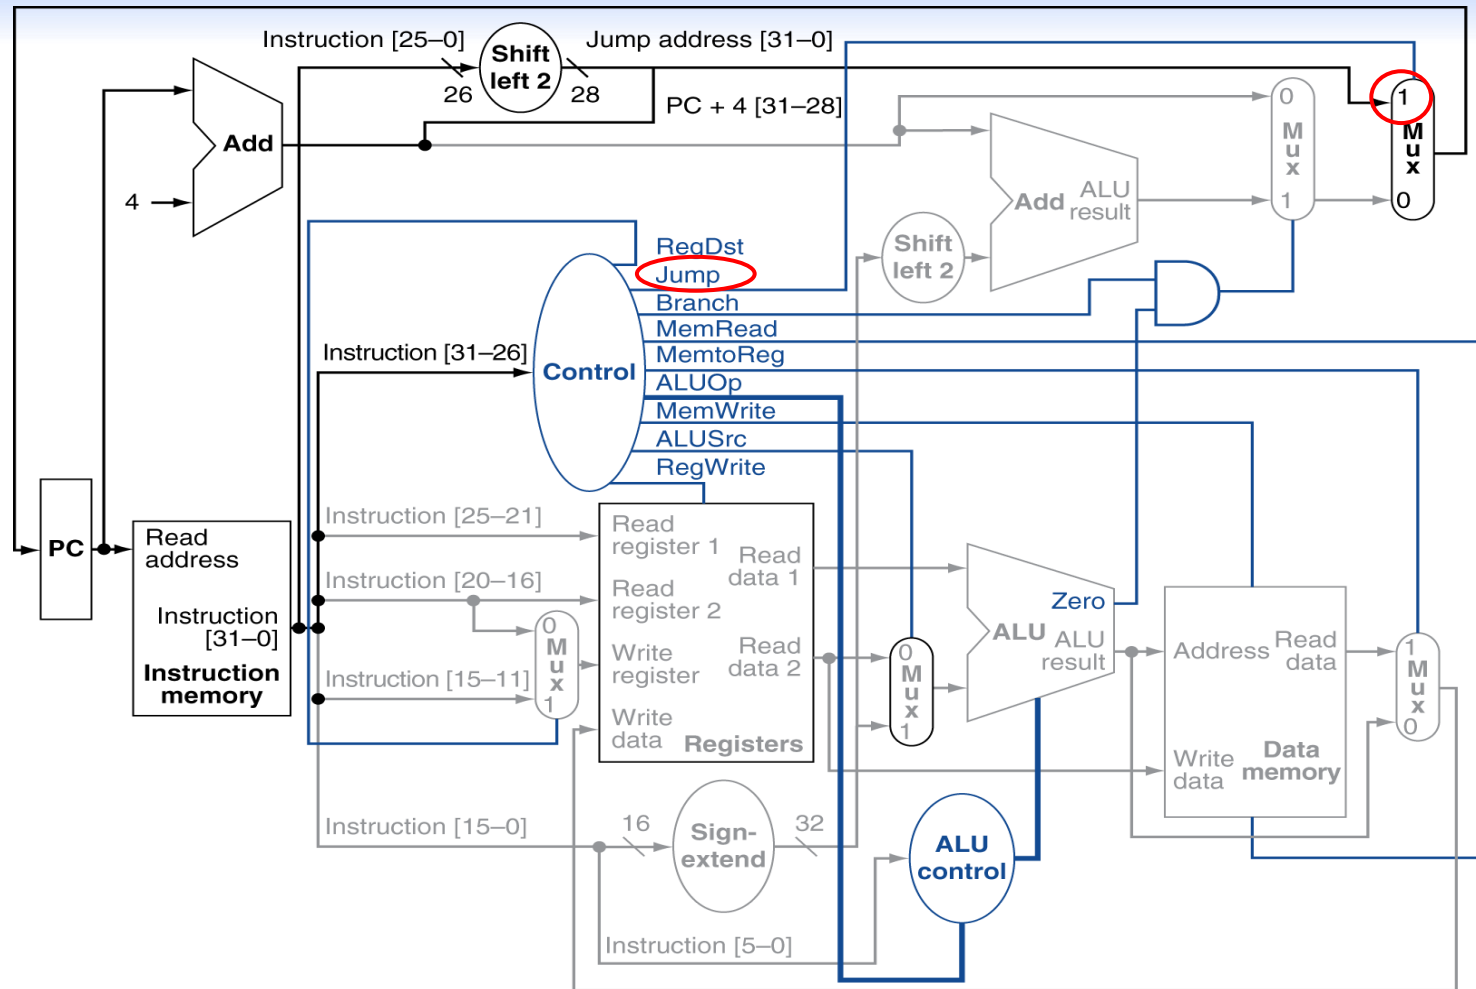 Instruction [25–0]
Shift
left 2
Jump address [31–0]
26
28
PC + 4 [31–28]
Add
4
0
M
u
x
1
1
M
u
x
0
Add
ALU
result
Shift
left 2
RegDst
Jump
Branch
MemRead
MemtoReg
ALUOp
MemWrite
ALUSrc
RegWrite
Instruction [31–26]
Control
PC
Read
address
Instruction
[31–0]
Instruction
memory
Instruction [25–21]
Instruction [20–16]
Instruction [15–11]
0
M
u
x
1
Read
register 1
Read
register 2
Write
register
Write
data
Read
data 1
Read
data 2
Registers
0
M
u
x
1
Zero
ALU
ALU
result
Address
Read
data
Write
data
Data
memory
1
M
u
x
0
Instruction [15–0]
16
Sign-
extend
32
ALU
control
Instruction [5–0]